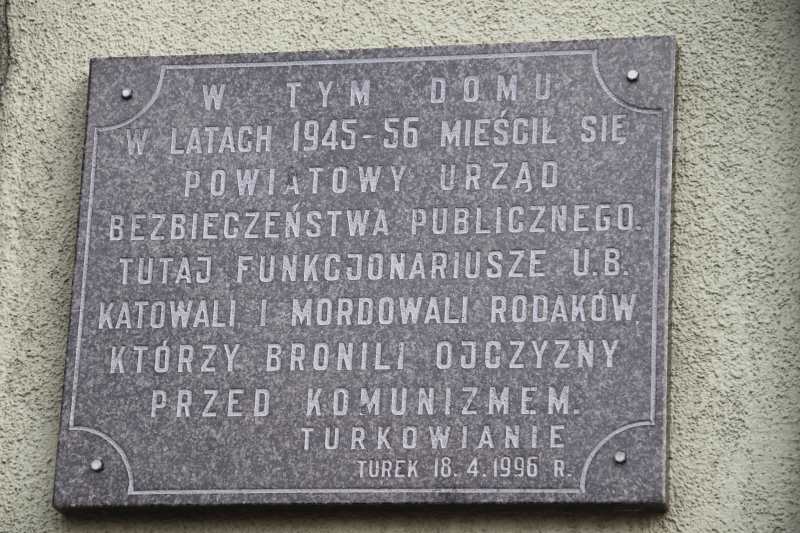 W TYM DOMU
W LATACH 1945-56 MIEŚCIŁ SIĘ
POWIATOWY URZĄD
BEZBIECZEŃSTWA PUBLICZNEGO.
TUTAJ FUNKCJONARIUSZE U.B.
KATOWALI I MORDOWALI RODAKÓW,
KTÓRZY BRONILI OJCZYZNY
PRZED KOMUNIZMEM.
TURKOWIANIE
TUREK 18.4.1996 R.